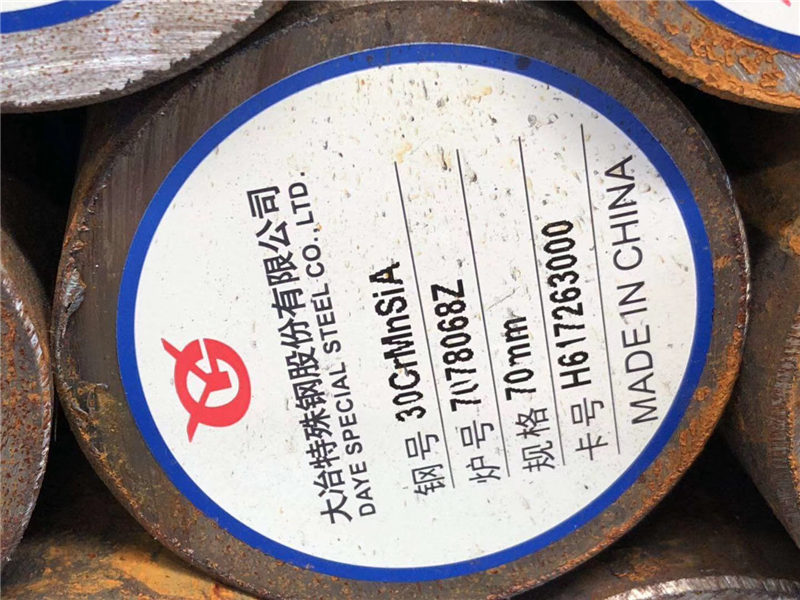 大冶特殊钢股份有限公司
DAYE SPECIAL STEEL CO.,LTD.
钢号 30CrMnSiA
炉号
规格 70mm
卡号 H617263000
MADE IN CHINA